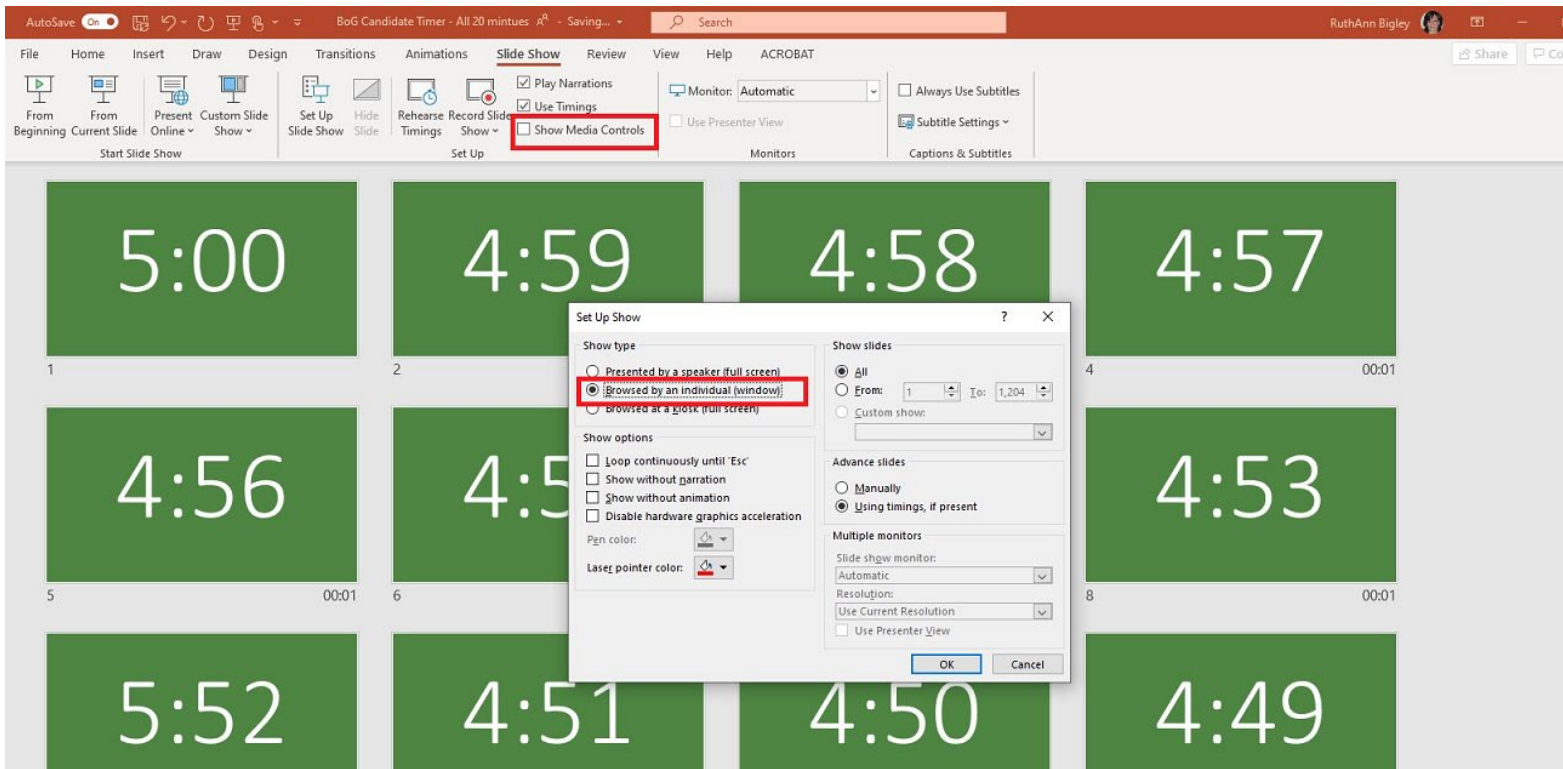 AutoSave On BoG Candidate Timer - All 20 mintues - Saving... Search RuthAnn Bigley
File Home Insert Draw Design Transitions Animations Slide Show Review View Help ACROBAT Share Co
From Beginning
From Current Slide
Present Online
Custom Slide Show
Start Slide Show
Set Up Slide Show
Hide Slide
Rehearse Timings
Record Slide Show
Play Narrations
Use Timings
Show Media Controls
Set Up
Monitor: Automatic
Use Presenter View
Monitors
Always Use Subtitles
Subtitle Settings
Captions & Subtitles
5:00 4:59 4:58 4:57
1 2 4 00:01
4:56 4:5 4:53
5 00:01 6 8 00:01
5:52 4:51 4:50 4:49
Set Up Show ?
Show type
Presented by a speaker (full screen)
Browsed by an individual (window)
Browsed at a kiosk (full screen)
Show options
Loop continuously until 'Esc'
Show without narration
Show without animation
Disable hardware graphics acceleration
Pen color:
Laser pointer color:
Show slides
All
From: 1 To: 1,204
Custom show:
Advance slides
Manually
Using timings, if present
Multiple monitors
Slide show monitor:
Automatic
Resolution:
Use Current Resolution
Use Presenter View
OK Cancel